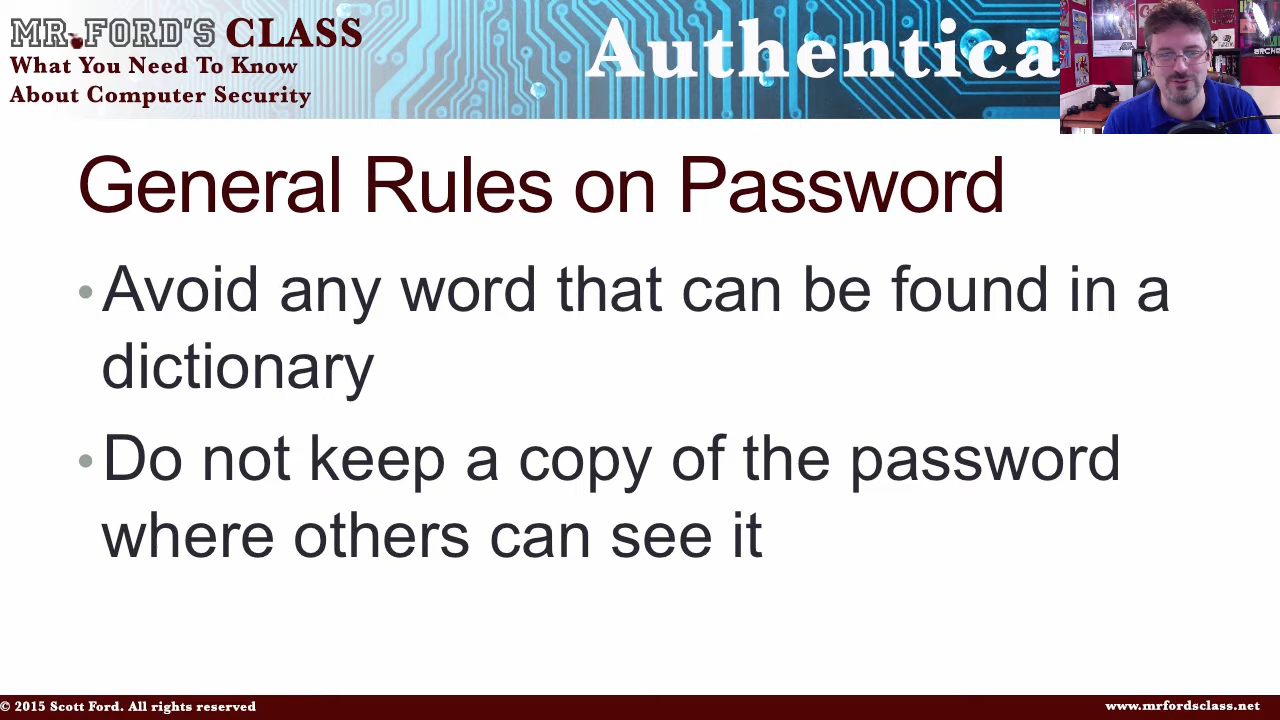 MR. FORD'S CLASS
What You Need To Know
About Computer Security
Authentica
General Rules on Password
• Avoid any word that can be found in a
dictionary
• Do not keep a copy of the password
where others can see it
© 2015 Scott Ford. All rights reserved
www.mrfordsclass.net